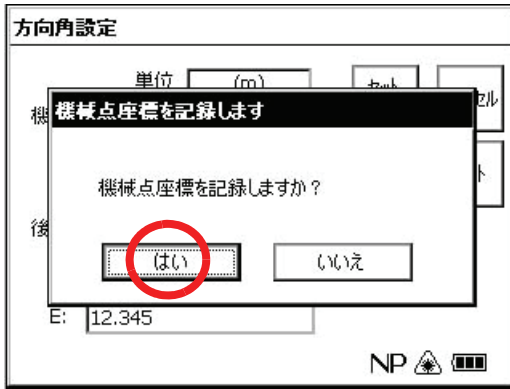 方向角設定
単位 (m)
機械点座標を記録します
機械点座標を記録しますか？
はい いいえ
E: 12.345
NP